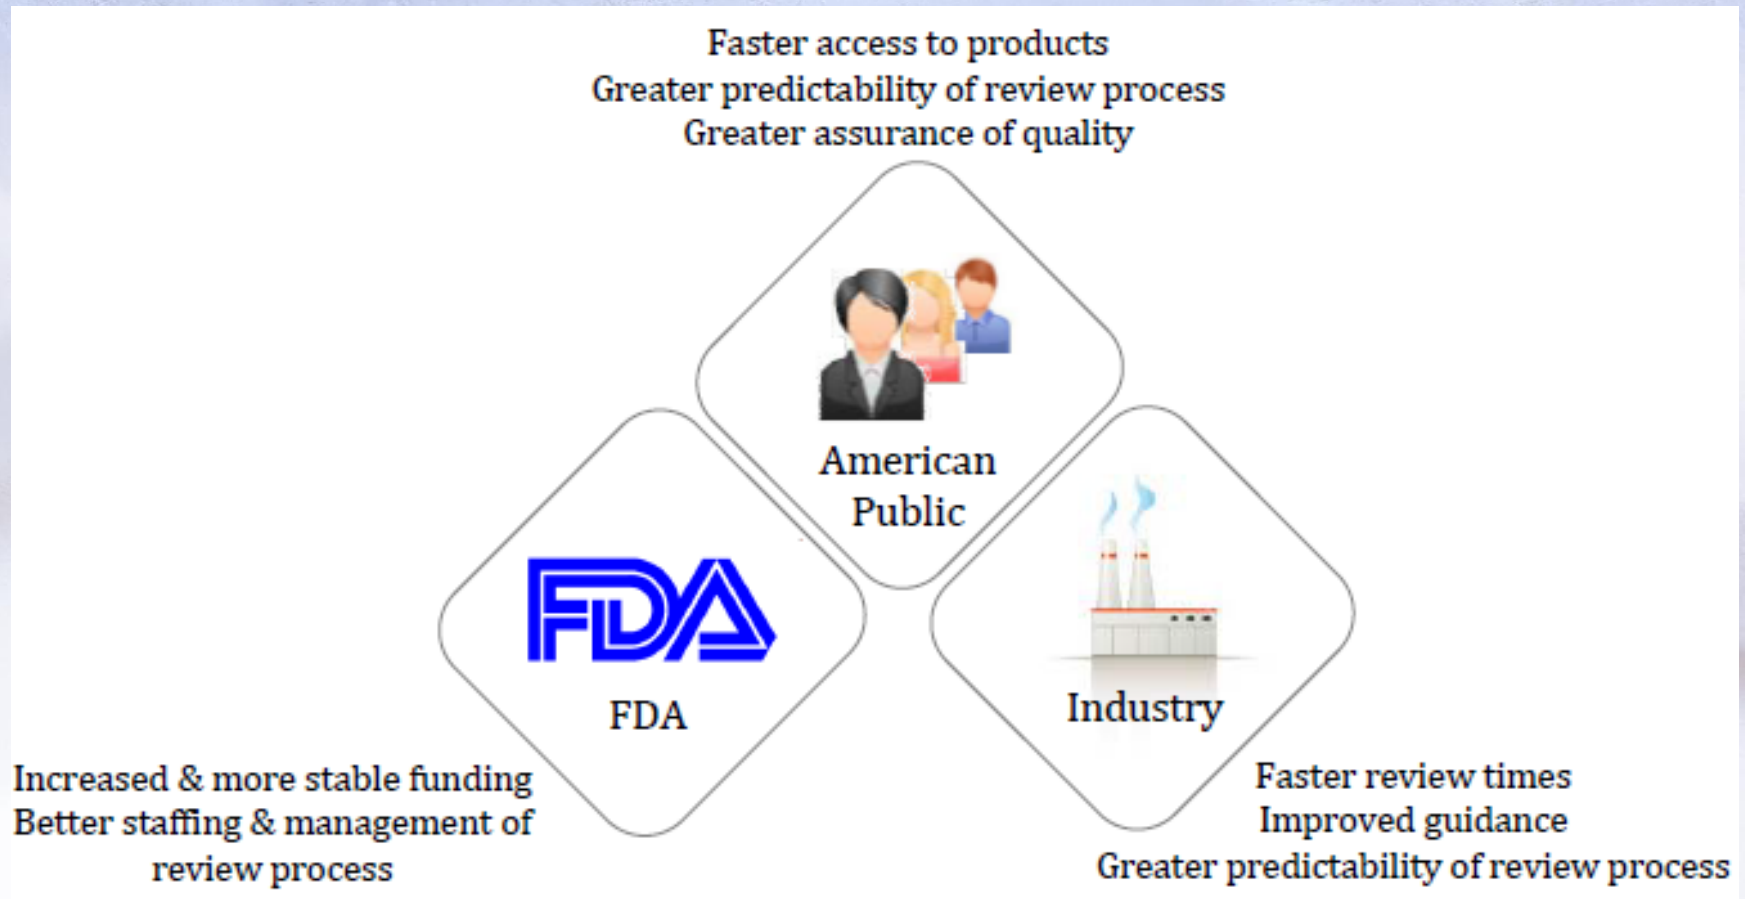 Faster access to products
Greater predictability of review process
Greater assurance of quality
American
Public
FDA
FDA
Industry
Increased & more stable funding
Better staffing & management of
review process
Faster review times
Improved guidance
Greater predictability of review process